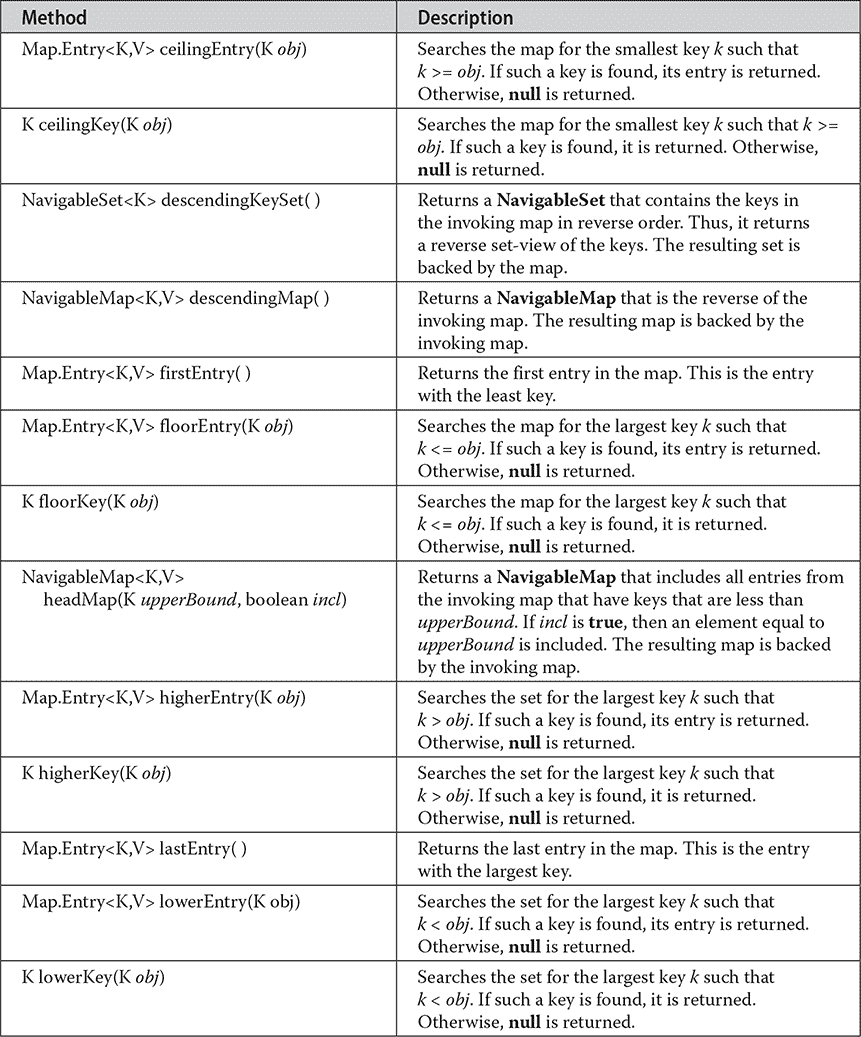 Method Description
Map.Entry<K,V> ceilingEntry(K obj) Searches the map for the smallest key k such that
k >= obj. If such a key is found, its entry is returned.
Otherwise, null is returned.
K ceilingKey(K obj) Searches the map for the smallest key k such that k >=
obj. If such a key is found, it is returned. Otherwise,
null is returned.
NavigableSet<K> descendingKeySet( ) Returns a NavigableSet that contains the keys in
the invoking map in reverse order. Thus, it returns
a reverse set-view of the keys. The resulting set is
backed by the map.
NavigableMap<K,V> descendingMap( ) Returns a NavigableMap that is the reverse of the
invoking map. The resulting map is backed by the
invoking map.
Map.Entry<K,V> firstEntry( ) Returns the first entry in the map. This is the entry
with the least key.
Map.Entry<K,V> floorEntry(K obj) Searches the map for the largest key k such that
k <= obj. If such a key is found, its entry is returned.
Otherwise, null is returned.
K floorKey(K obj) Searches the map for the largest key k such that
k <= obj. If such a key is found, it is returned.
Otherwise, null is returned.
NavigableMap<K,V> Returns a NavigableMap that includes all entries from
headMap(K upperBound, boolean incl) the invoking map that have keys that are less than
upperBound. If incl is true, then an element equal to
upperBound is included. The resulting map is backed
by the invoking map.
Map.Entry<K,V> higherEntry(K obj) Searches the set for the largest key k such that
k > obj. If such a key is found, its entry is returned.
Otherwise, null is returned.
K higherKey(K obj) Searches the set for the largest key k such that
k > obj. If such a key is found, it is returned.
Otherwise, null is returned.
Map.Entry<K,V> lastEntry( ) Returns the last entry in the map. This is the entry
with the largest key.
Map.Entry<K,V> lowerEntry(K obj) Searches the set for the largest key k such that
k < obj. If such a key is found, its entry is returned.
Otherwise, null is returned.
K lowerKey(K obj) Searches the set for the largest key k such that
k < obj. If such a key is found, it is returned.
Otherwise, null is returned.